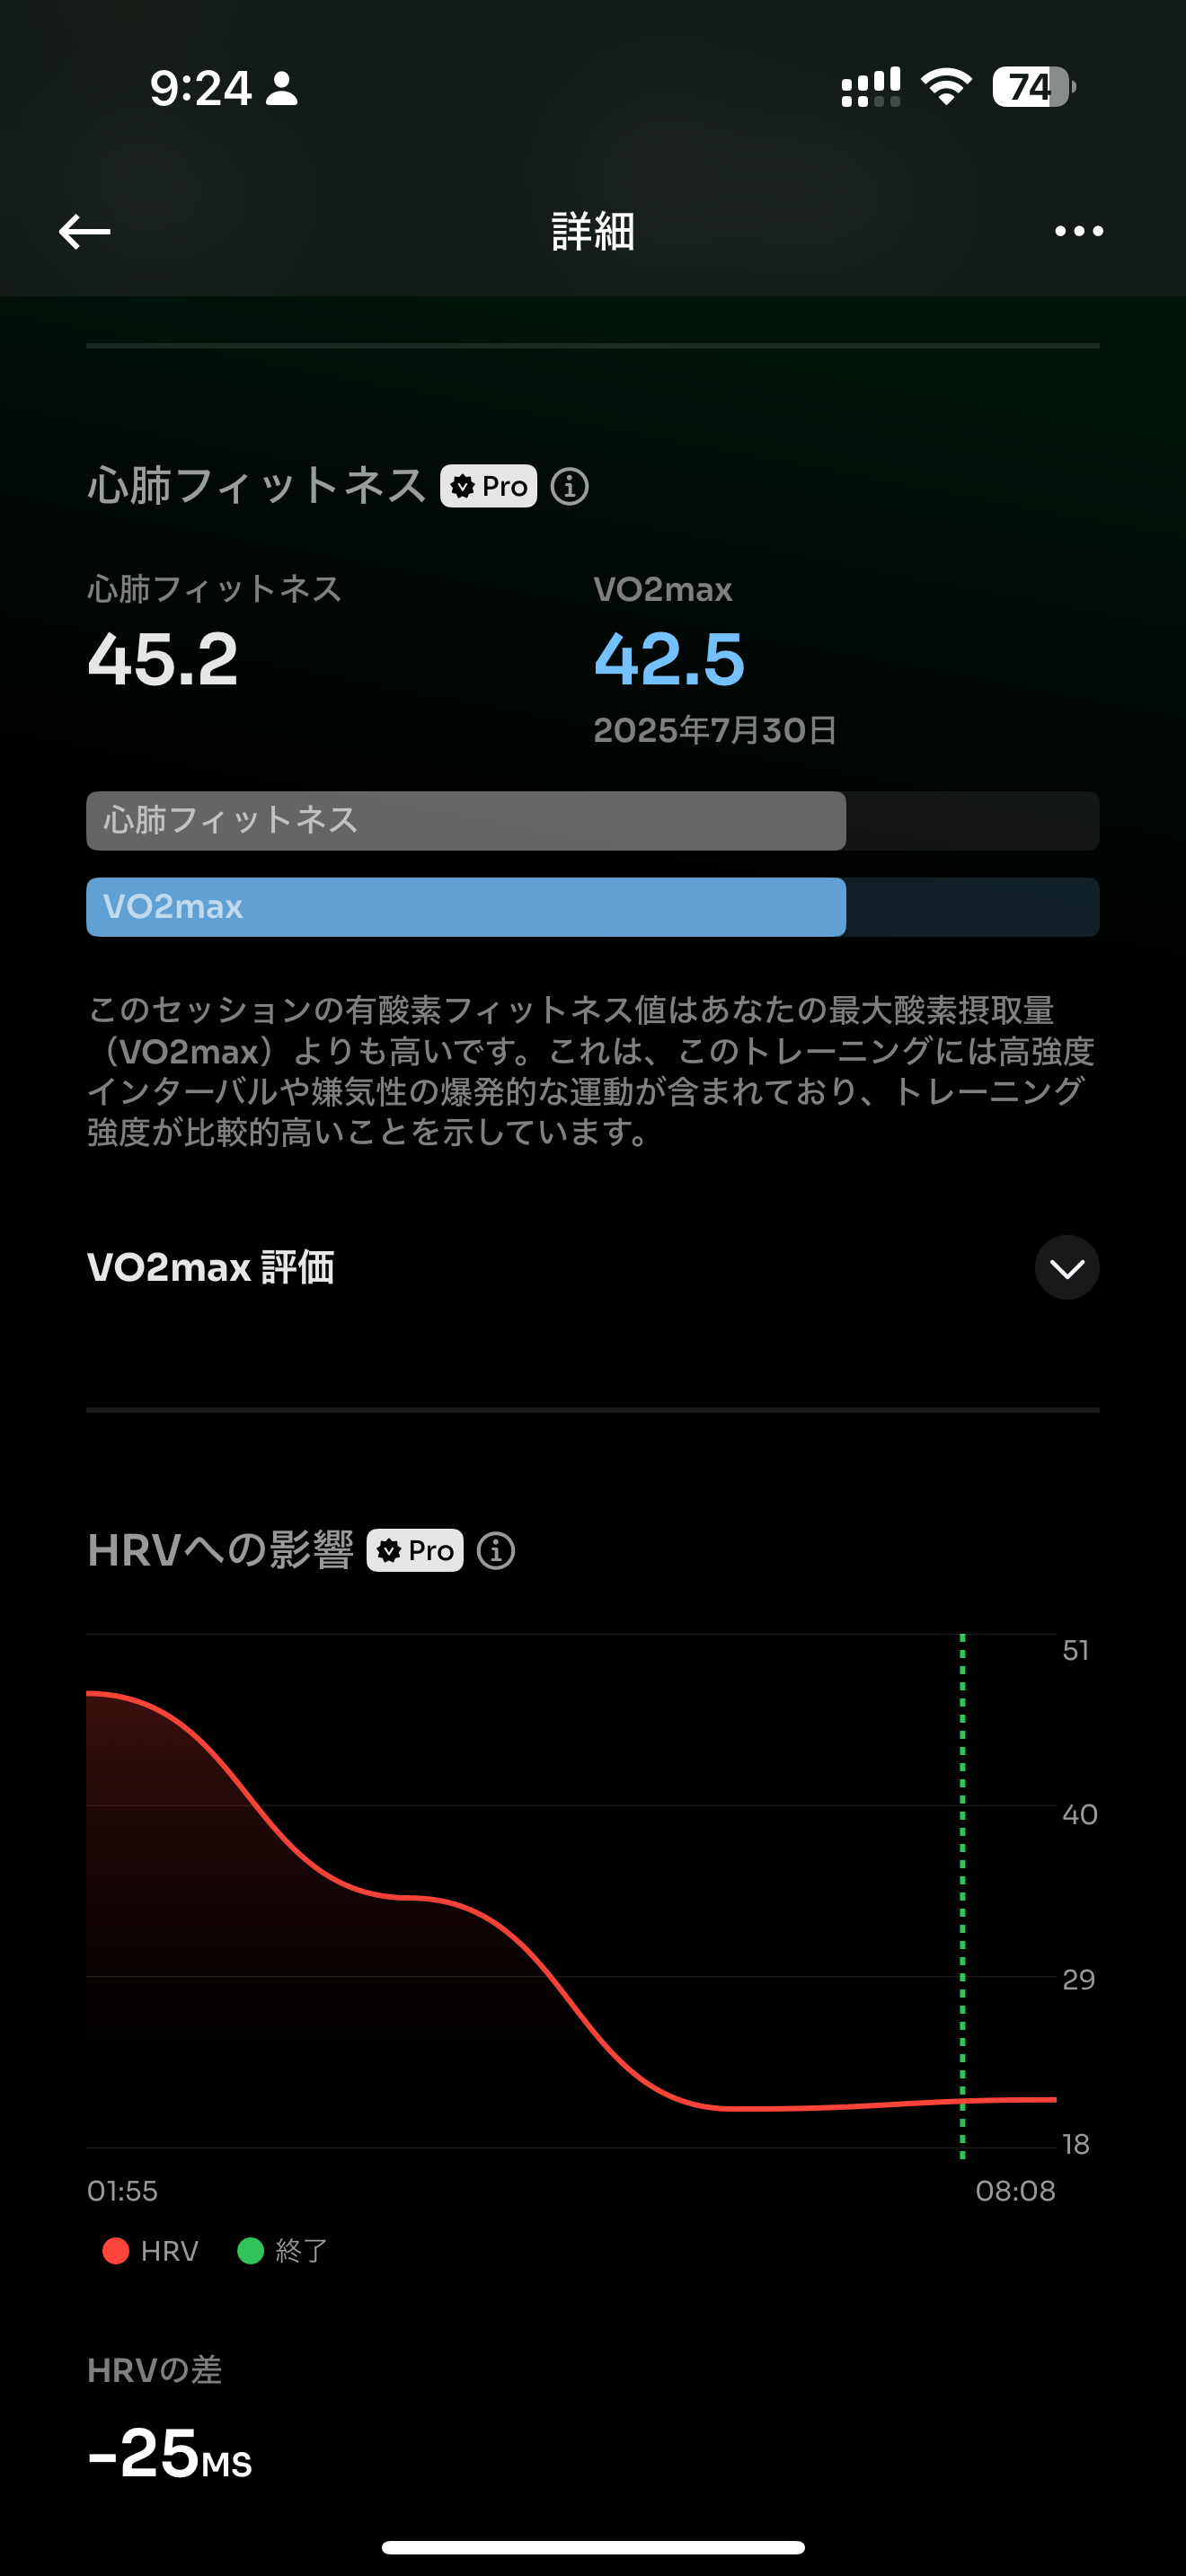 9:24
74
詳細
心肺フィットネス Pro
心肺フィットネス
VO2max
45.2
42.5
2025年7月30日
心肺フィットネス
VO2max
このセッションの有酸素フィットネス値はあなたの最大酸素摂取量
（VO2max）よりも高いです。これは、このトレーニングには高強度
インターバルや嫌気性の爆発的な運動が含まれており、トレーニング
強度が比較的高いことを示しています。
VO2max 評価
HRVへの影響 Pro
51
40
29
18
01:55
08:08
HRV
終了
HRVの差
-25MS